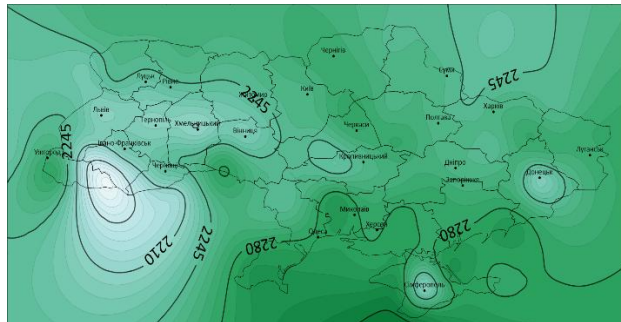 Чернігів
Суми
Луцьк
Рівне
2245
Київ
Житомир
2245
Харків
Львів
Тернопіль
Хмельницький
Вінниця
Черкаси
Полтава
2245
Івано-Франківськ
Ужгород
Чернівці
Кропивницький
Дніпро
Запоріжжя
Донецьк
Луганськ
2210
2245
Миколаїв
Херсон
Одеса
2280
2280
Сімферополь